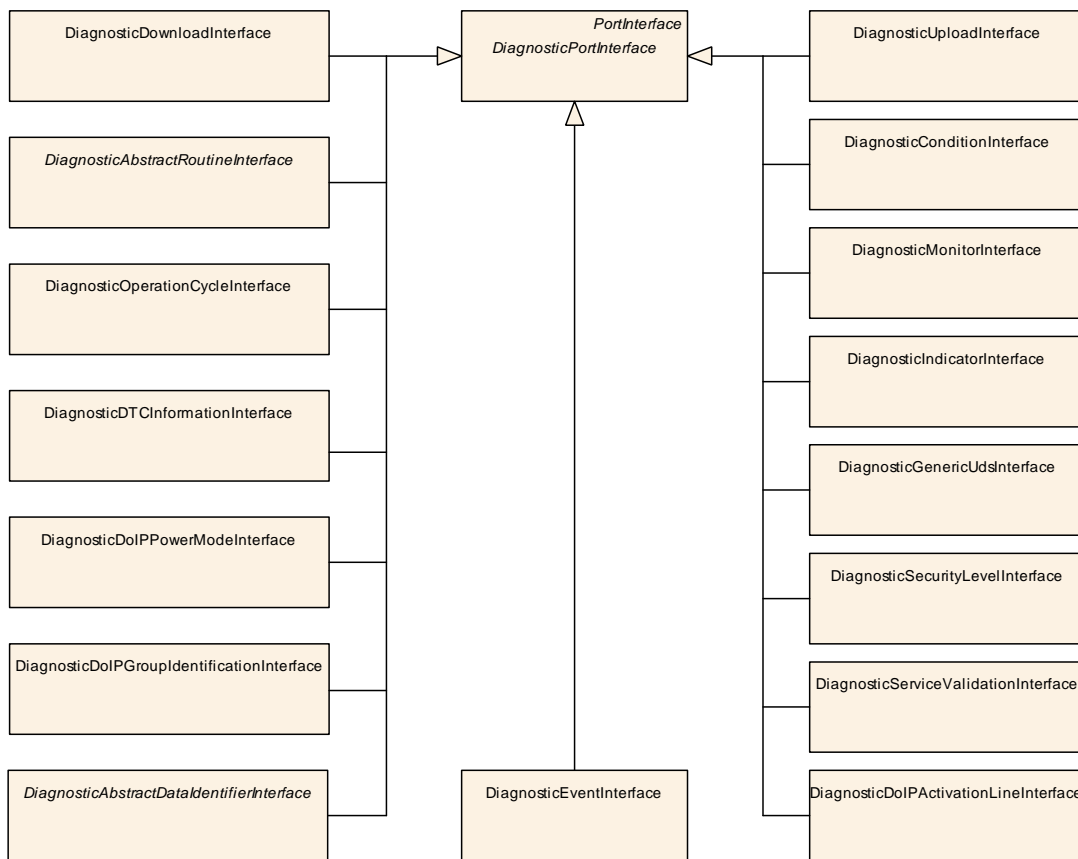 DiagnosticDownloadInterface
PortInterface
DiagnosticPortInterface
DiagnosticUploadInterface
DiagnosticAbstractRoutineInterface
DiagnosticConditionInterface
DiagnosticOperationCycleInterface
DiagnosticMonitorInterface
DiagnosticDTCInformationInterface
DiagnosticIndicatorInterface
DiagnosticDoIPPowerModeInterface
DiagnosticGenericUdsInterface
DiagnosticSecurityLevelInterface
DiagnosticDoIPGroupIdentificationInterface
DiagnosticServiceValidationInterface
DiagnosticAbstractDataIdentifierInterface
DiagnosticEventInterface
DiagnosticDoIPActivationLineInterface